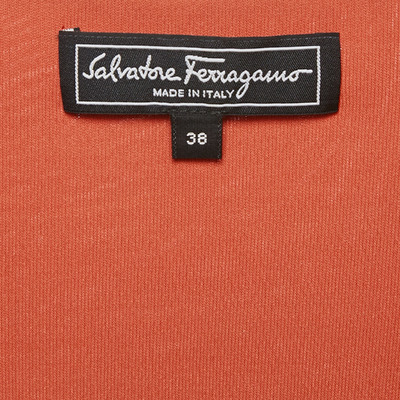 Salvatore Ferragamo
MADE IN ITALY
38